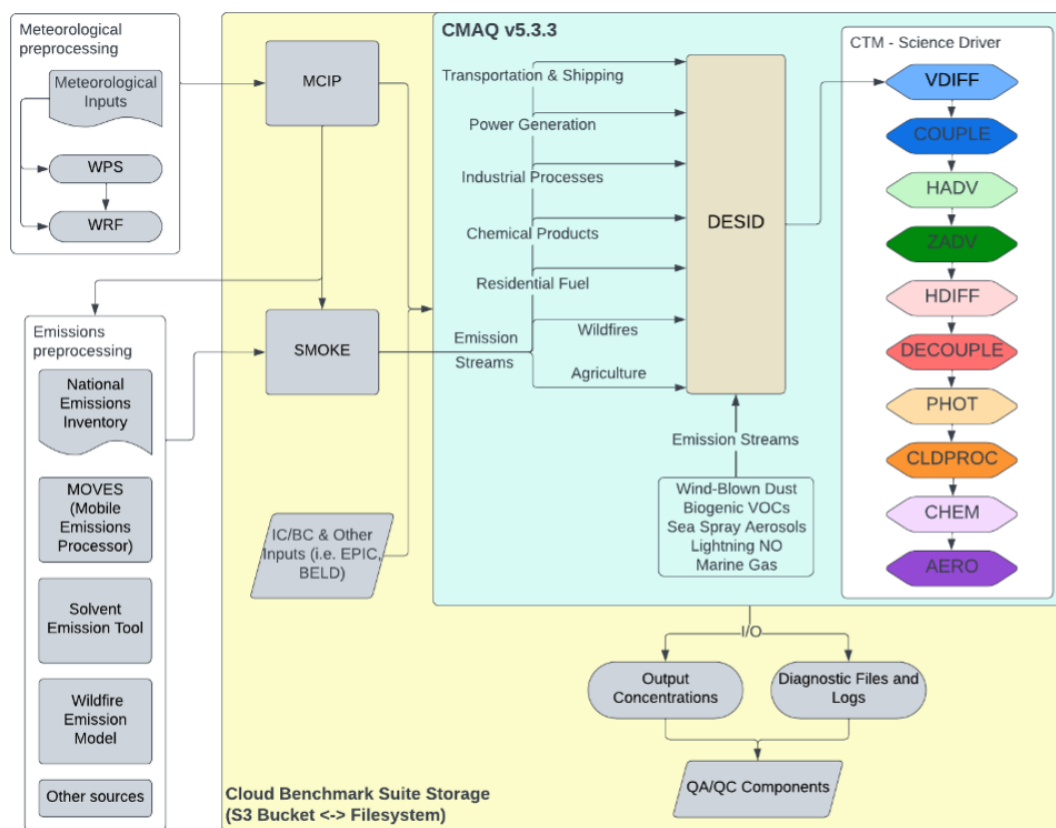 Meteorological
preprocessing
Meteorological
Inputs
WPS
WRF
Emissions
preprocessing
National
Emissions
Inventory
MOVES
(Mobile
Emissions
Processor)
Solvent
Emission Tool
Wildfire
Emission
Model
Other sources
MCIP
SMOKE
IC/BC & Other
Inputs (i.e. EPIC,
BELD)
Cloud Benchmark Suite Storage
(S3 Bucket <-> Filesystem)
CMAQ v5.3.3
Transportation & Shipping
Power Generation
Industrial Processes
Chemical Products
Residential Fuel
Emission
Streams
Wildfires
Agriculture
DESID
Emission Streams
Wind-Blown Dust
Biogenic VOCs
Sea Spray Aerosols
Lightning NO
Marine Gas
CTM - Science Driver
VDIFF
COUPLE
HADV
ZADV
HDIFF
DECOUPLE
PHOT
CLDPROC
CHEM
AERO
I/O
Output
Concentrations
Diagnostic Files and
Logs
QA/QC Components